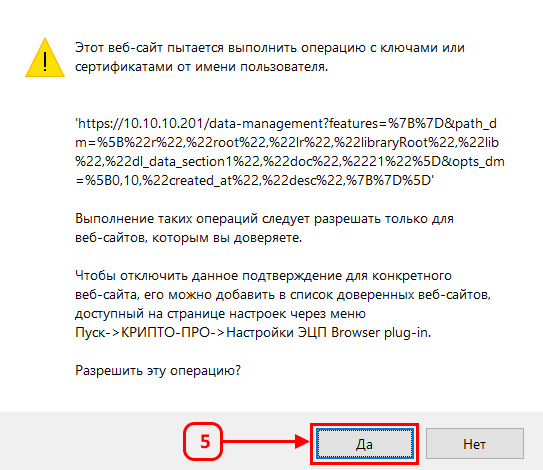 Этот веб-сайт пытается выполнить операцию с ключами или
сертификатами от имени пользователя.
'https://10.10.10.201/data-management?features=%7B%7D&path_d
m=%5B%22r%22,%22root%22,%22lr%22,%22libraryRoot%22,%22lib
%22,%22dl_data_section1%22,%22doc%22,%2221%22%5D&opts_dm
=%5B0,10,%22created_at%22,%22desc%22,%7B%7D%5D'
Выполнение таких операций следует разрешать только для
веб-сайтов, которым вы доверяете.
Чтобы отключить данное подтверждение для конкретного
веб-сайта, его можно добавить в список доверенных веб-сайтов,
доступный на странице настроек через меню
Пуск->КРИПТО-ПРО->Настройки ЭЦП Browser plug-in.
Разрешить эту операцию?
5
Да
Нет